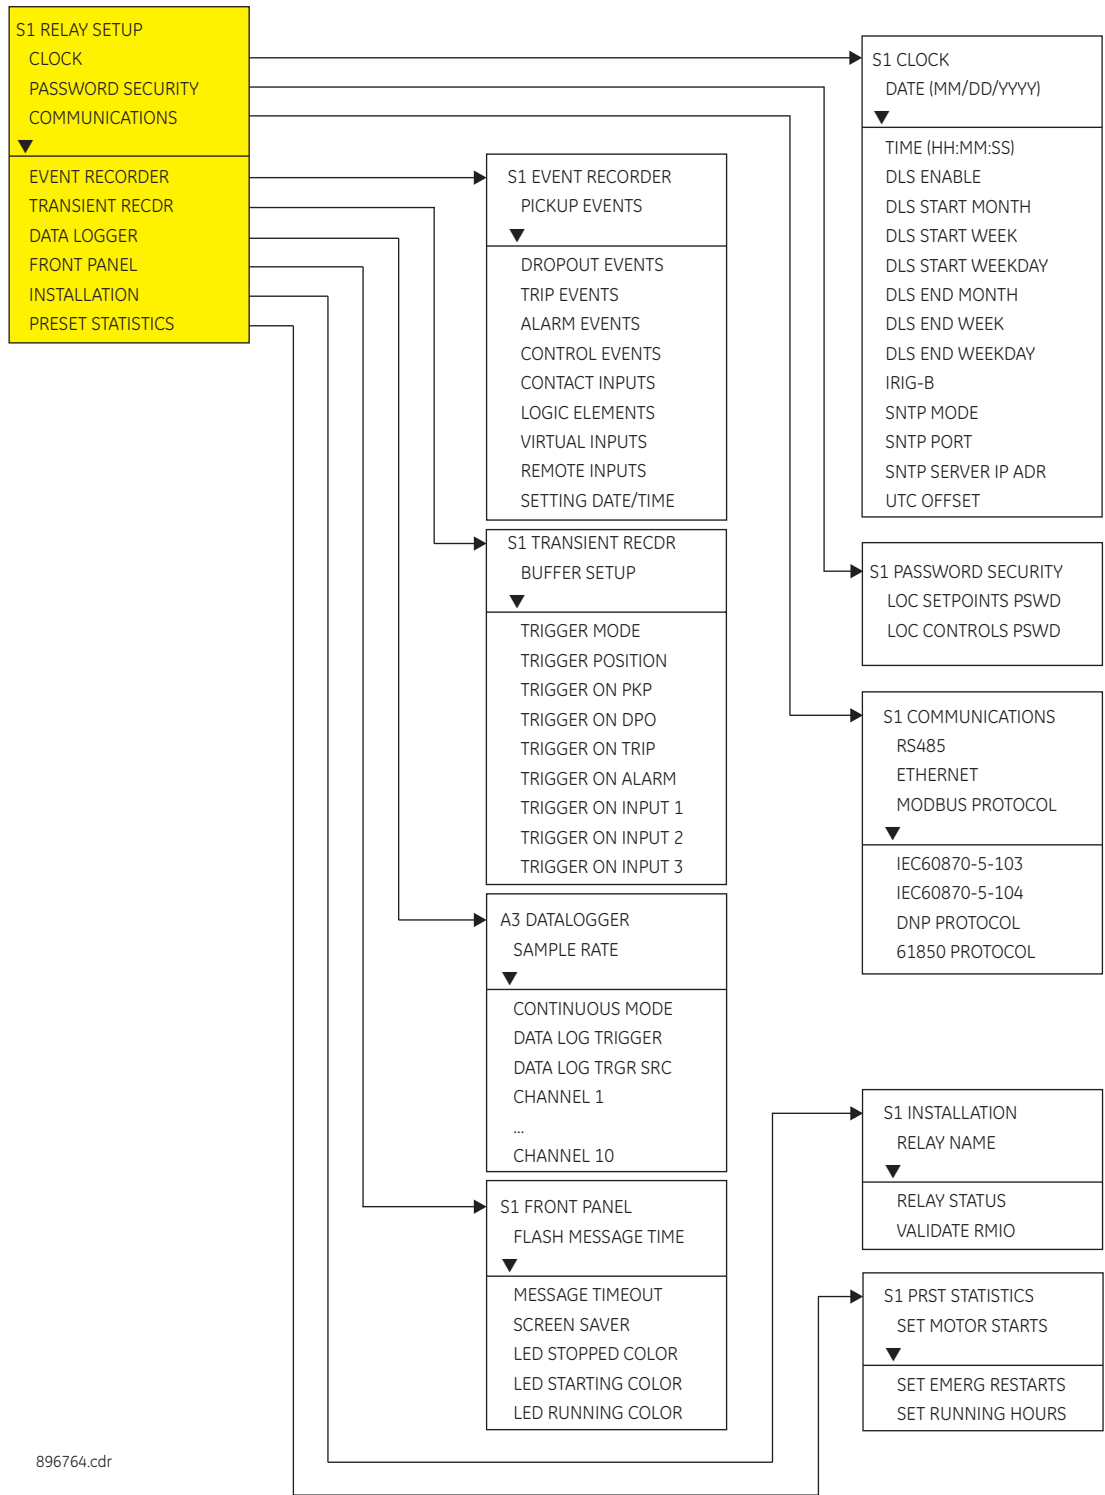 S1 RELAY SETUP
CLOCK
PASSWORD SECURITY
COMMUNICATIONS
▼
EVENT RECORDER
TRANSIENT RECDR
DATA LOGGER
FRONT PANEL
INSTALLATION
PRESET STATISTICS
S1 EVENT RECORDER
PICKUP EVENTS
▼
DROPOUT EVENTS
TRIP EVENTS
ALARM EVENTS
CONTROL EVENTS
CONTACT INPUTS
LOGIC ELEMENTS
VIRTUAL INPUTS
REMOTE INPUTS
SETTING DATE/TIME
S1 TRANSIENT RECDR
BUFFER SETUP
▼
TRIGGER MODE
TRIGGER POSITION
TRIGGER ON PKP
TRIGGER ON DPO
TRIGGER ON TRIP
TRIGGER ON ALARM
TRIGGER ON INPUT 1
TRIGGER ON INPUT 2
TRIGGER ON INPUT 3
A3 DATALOGGER
SAMPLE RATE
▼
CONTINUOUS MODE
DATA LOG TRIGGER
DATA LOG TRGR SRC
CHANNEL 1
...
CHANNEL 10
S1 FRONT PANEL
FLASH MESSAGE TIME
▼
MESSAGE TIMEOUT
SCREEN SAVER
LED STOPPED COLOR
LED STARTING COLOR
LED RUNNING COLOR
S1 CLOCK
DATE (MM/DD/YYYY)
▼
TIME (HH:MM:SS)
DLS ENABLE
DLS START MONTH
DLS START WEEK
DLS START WEEKDAY
DLS END MONTH
DLS END WEEK
DLS END WEEKDAY
IRIG-B
SNTP MODE
SNTP PORT
SNTP SERVER IP ADR
UTC OFFSET
S1 PASSWORD SECURITY
LOC SETPOINTS PSWD
LOC CONTROLS PSWD
S1 COMMUNICATIONS
RS485
ETHERNET
MODBUS PROTOCOL
▼
IEC60870-5-103
IEC60870-5-104
DNP PROTOCOL
61850 PROTOCOL
S1 INSTALLATION
RELAY NAME
▼
RELAY STATUS
VALIDATE RMIO
S1 PRST STATISTICS
SET MOTOR STARTS
▼
SET EMERG RESTARTS
SET RUNNING HOURS
896764.cdr